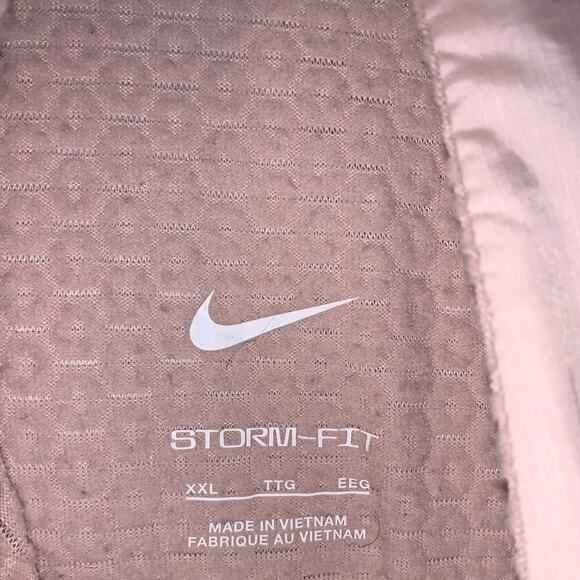 STORM-FIT
XXL TTG EEG
MADE IN VIETNAM
FABRIQUE AU VIETNAM